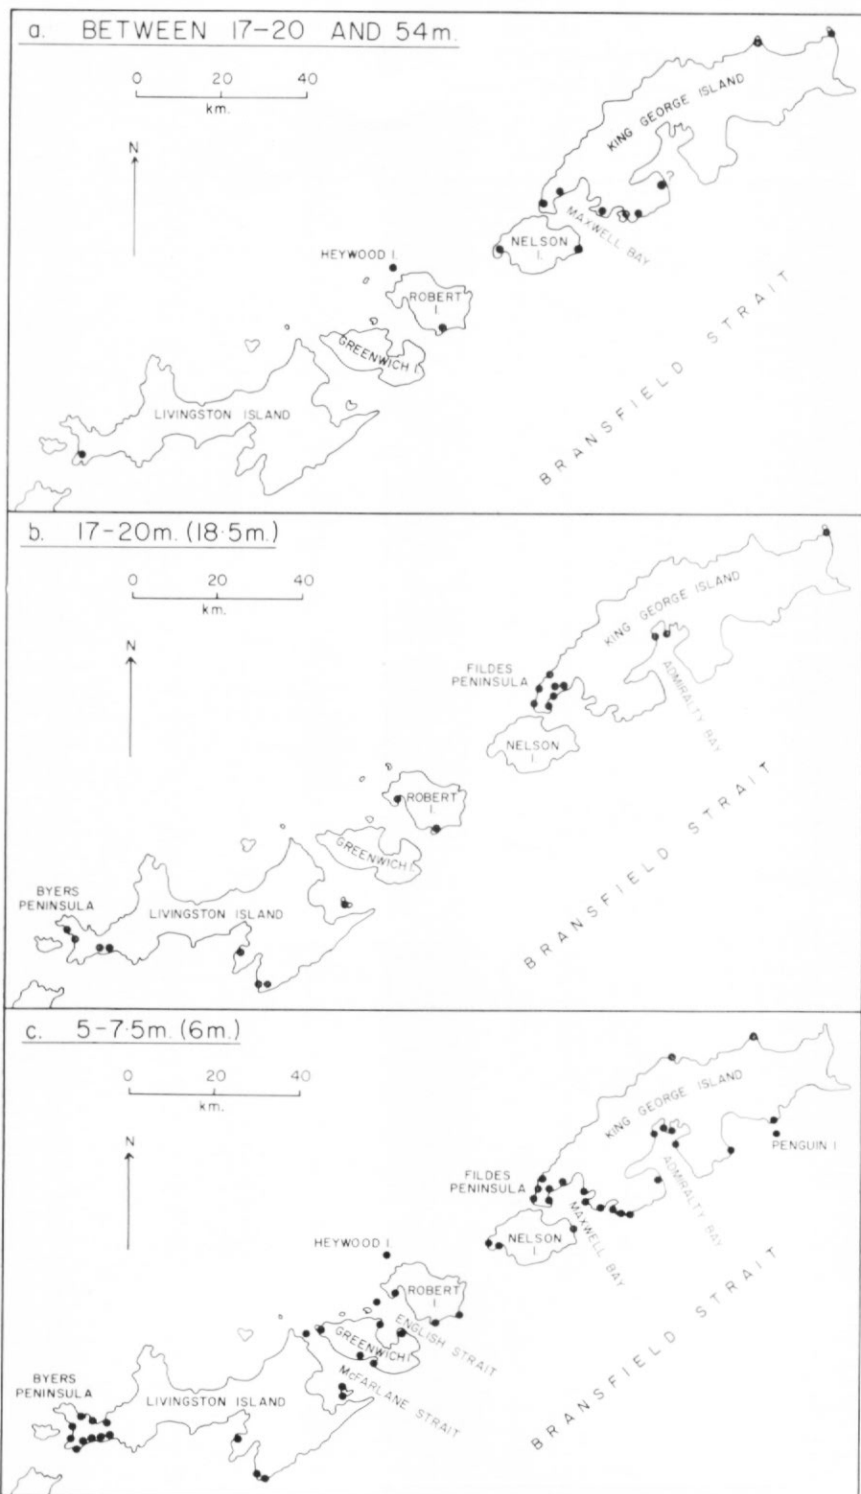 a. BETWEEN 17-20 AND 54m.
0 20 40
km.
N
KING GEORGE ISLAND
?
MAXWELL BAY
NELSON
I.
HEYWOOD I.
ROBERT
I.
GREENWICH I.
LIVINGSTON ISLAND
BRANSFIELD STRAIT
b. 17-20m. (18·5m.)
0 20 40
km.
N
KING GEORGE ISLAND
FILDES
PENINSULA
ADMIRALTY BAY
NELSON
I
ROBERT
I.
GREENWICH I.
BYERS
PENINSULA
LIVINGSTON ISLAND
BRANSFIELD STRAIT
c. 5-7·5m. (6m.)
0 20 40
km.
N
KING GEORGE ISLAND
PENGUIN I
FILDES
PENINSULA
ADMIRALTY BAY
MAXWELL BAY
NELSON
I
HEYWOOD I.
ROBERT
I.
ENGLISH STRAIT
GREENWICH I
McFARLANE STRAIT
BYERS
PENINSULA
LIVINGSTON ISLAND
BRANSFIELD STRAIT